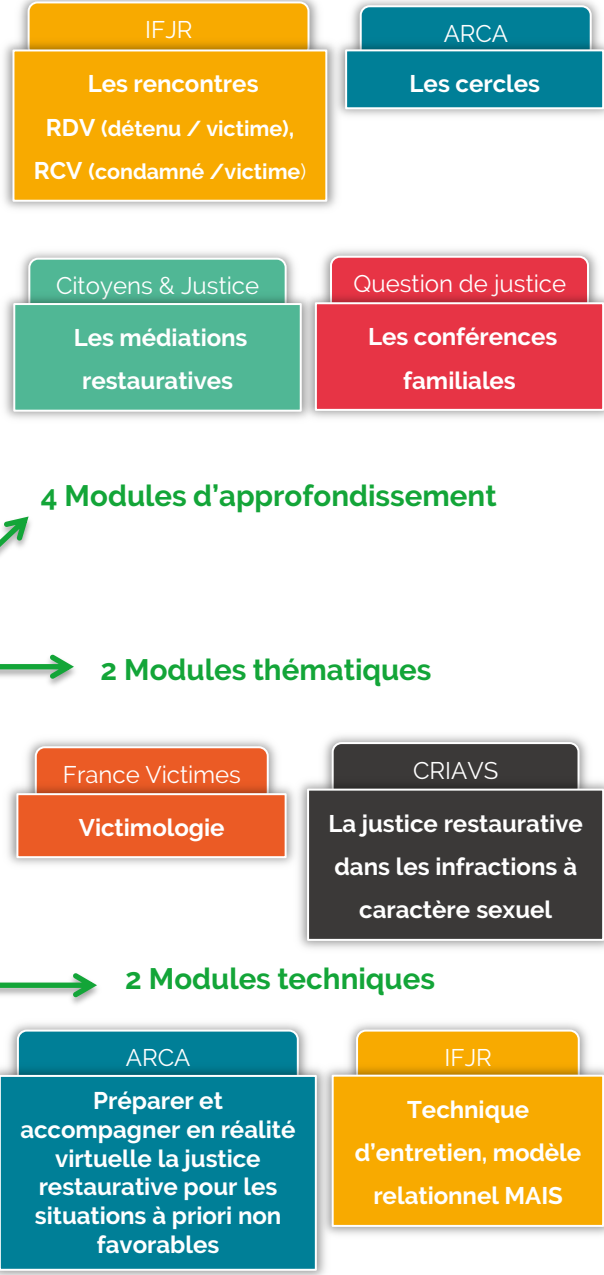 IFJR
Les rencontres
RDV (détenu / victime),
RCV (condamné /victime)
ARCA
Les cercles
Citoyens & Justice
Les médiations
restauratives
Question de justice
Les conférences
familiales
4 Modules d'approfondissement
2 Modules thématiques
France Victimes
Victimologie
CRIAVS
La justice restaurative
dans les infractions à
caractère sexuel
2 Modules techniques
ARCA
Préparer et
accompagner en réalité
virtuelle la justice
restaurative pour les
situations à priori non
favorables
IFJR
Technique
d'entretien, modèle
relationnel MAIS